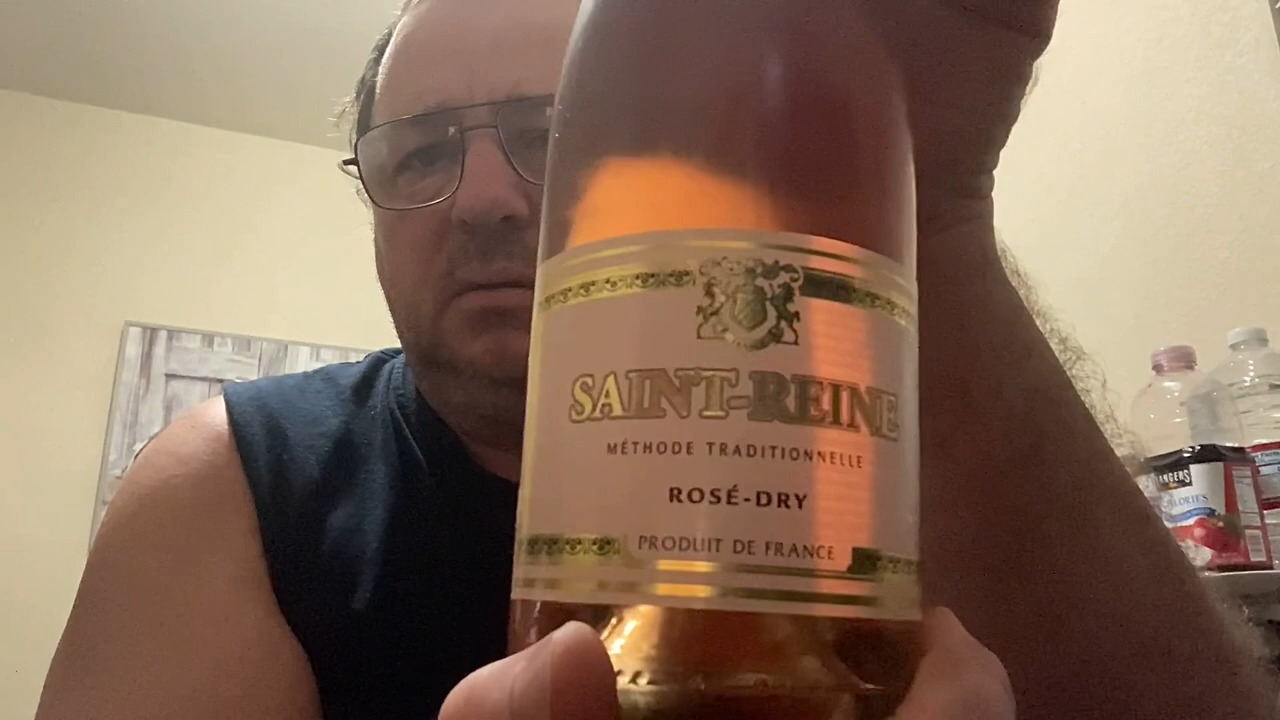 SAINT-REINE
MÉTHODE TRADITIONNELLE
ROSÉ-DRY
PRODUIT DE FRANCE